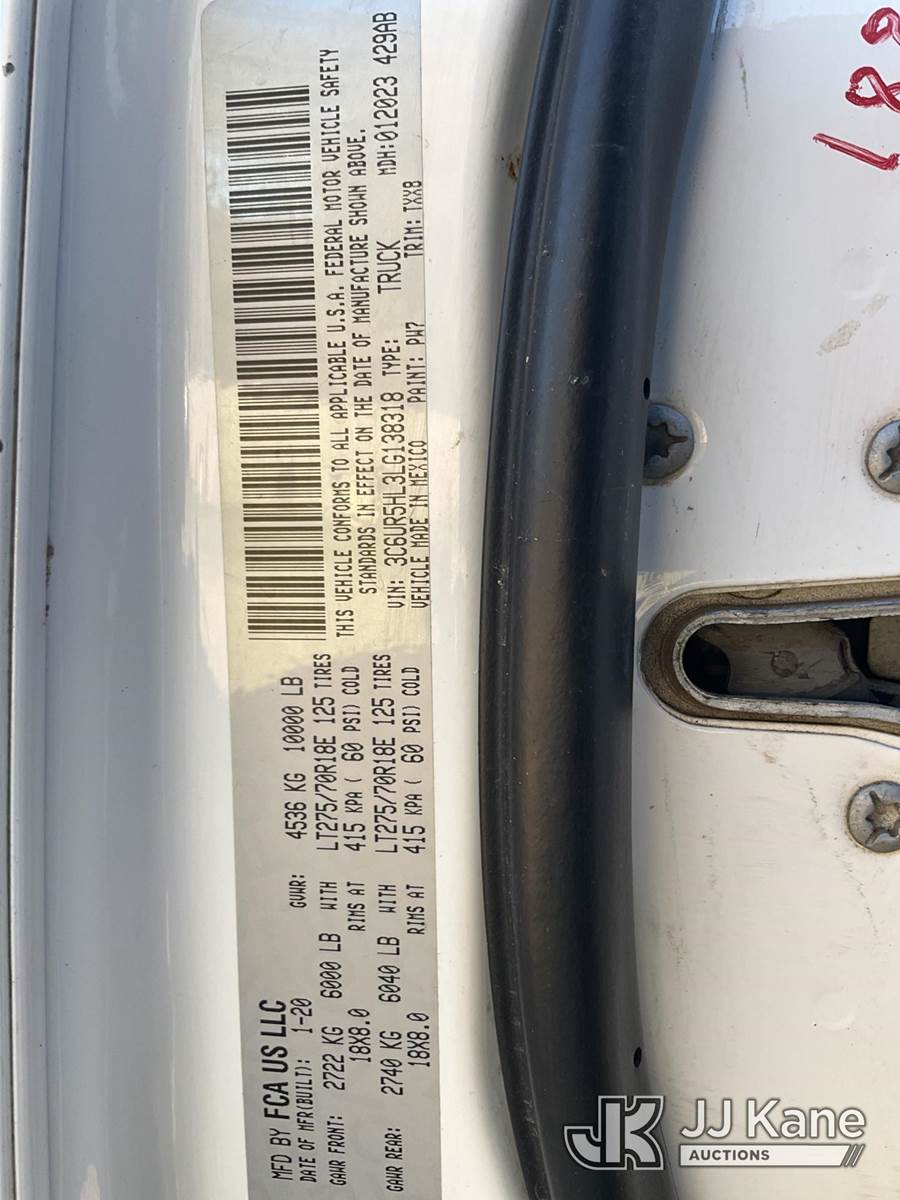 MFD BY FCA US LLC
DATE OF MFR(BUILT): 1-20 GVWR: 4536 KG 10000 LB
GAWR FRONT: 2722 KG 6000 LB WITH LT275/70R18E 125 TIRES
18X8.0 RIMS AT 415 KPA ( 60 PSI) COLD
GAWR REAR: 2740 KG 6040 LB WITH LT275/70R18E 125 TIRES
18X8.0 RIMS AT 415 KPA ( 60 PSI) COLD
THIS VEHICLE CONFORMS TO ALL APPLICABLE U.S.A. FEDERAL MOTOR VEHICLE SAFETY
STANDARDS IN EFFECT ON THE DATE OF MANUFACTURE SHOWN ABOVE.
VIN: 3C6UR5HL3LG138318 TYPE: TRUCK MDH:012023 429AB
VEHICLE MADE IN MEXICO PAINT: PW7 TRIM: TXX8
JK JJ Kane
AUCTIONS